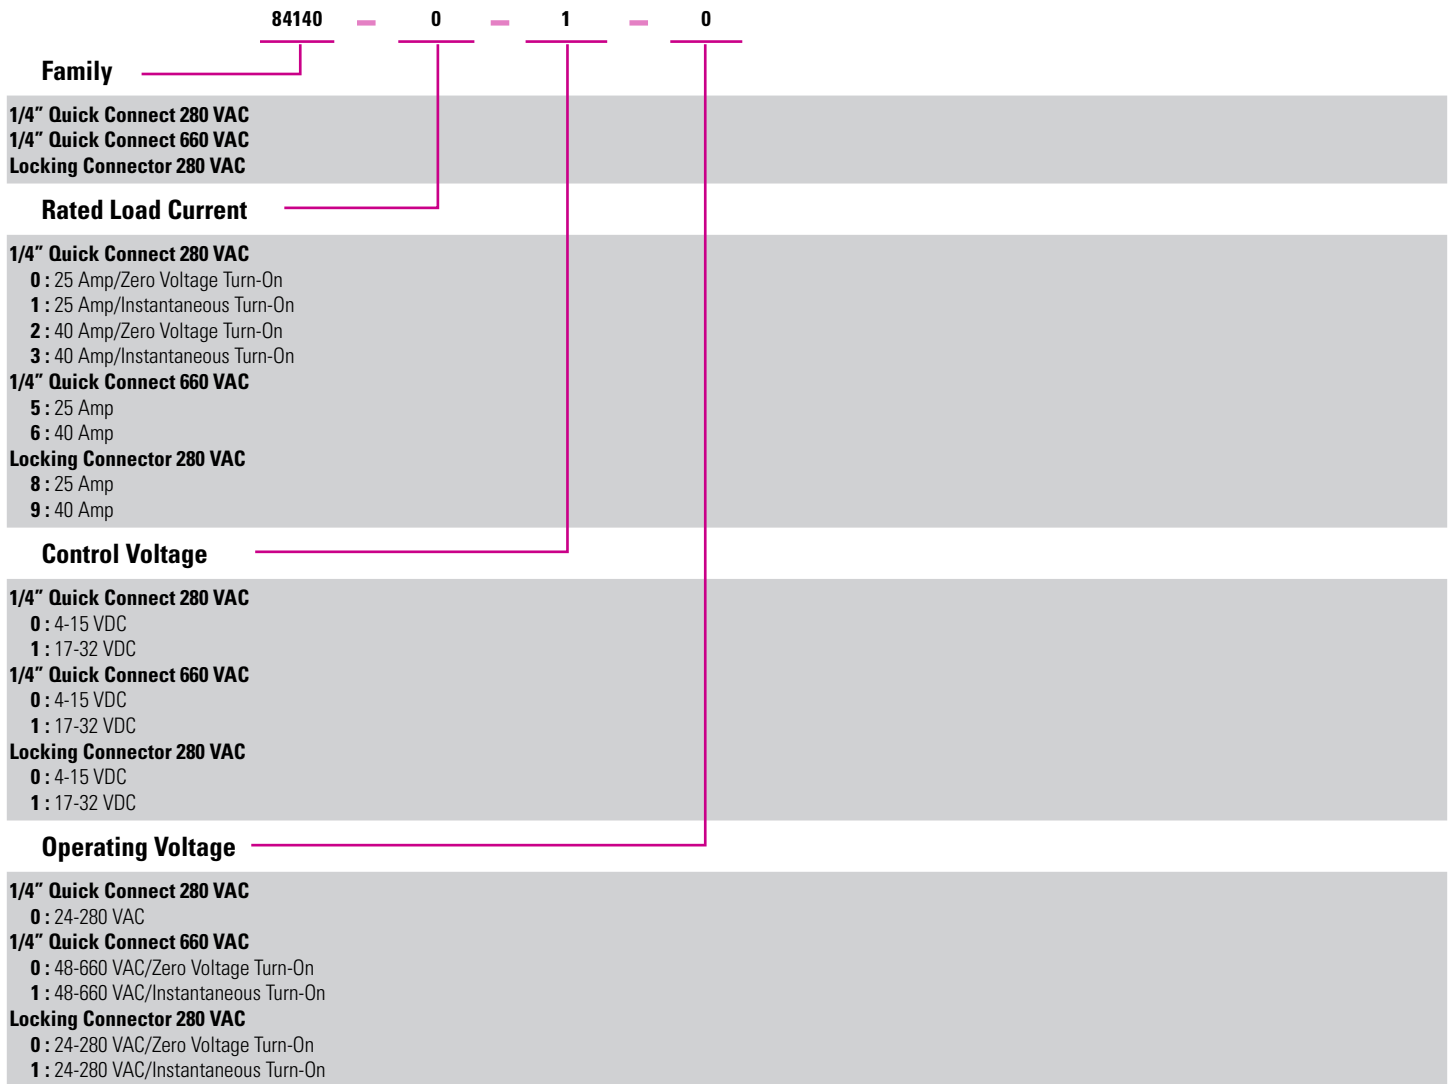 84140 – 0 – 1 – 0
Family
1/4" Quick Connect 280 VAC
1/4" Quick Connect 660 VAC
Locking Connector 280 VAC
Rated Load Current
1/4" Quick Connect 280 VAC
0 : 25 Amp/Zero Voltage Turn-On
1 : 25 Amp/Instantaneous Turn-On
2 : 40 Amp/Zero Voltage Turn-On
3 : 40 Amp/Instantaneous Turn-On
1/4" Quick Connect 660 VAC
5 : 25 Amp
6 : 40 Amp
Locking Connector 280 VAC
8 : 25 Amp
9 : 40 Amp
Control Voltage
1/4" Quick Connect 280 VAC
0 : 4-15 VDC
1 : 17-32 VDC
1/4" Quick Connect 660 VAC
0 : 4-15 VDC
1 : 17-32 VDC
Locking Connector 280 VAC
0 : 4-15 VDC
1 : 17-32 VDC
Operating Voltage
1/4" Quick Connect 280 VAC
0 : 24-280 VAC
1/4" Quick Connect 660 VAC
0 : 48-660 VAC/Zero Voltage Turn-On
1 : 48-660 VAC/Instantaneous Turn-On
Locking Connector 280 VAC
0 : 24-280 VAC/Zero Voltage Turn-On
1 : 24-280 VAC/Instantaneous Turn-On